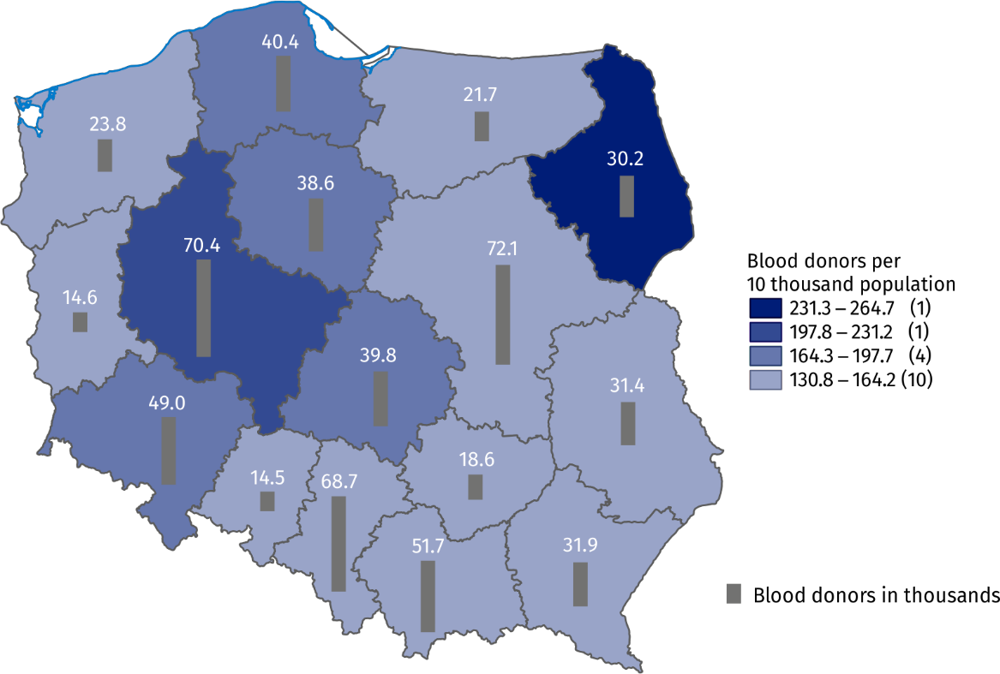 40.4
21.7
23.8
30.2
38.6
70.4
72.1
Blood donors per
10 thousand population
231.3 – 264.7 (1)
197.8 – 231.2 (1)
164.3 – 197.7 (4)
130.8 – 164.2 (10)
14.6
39.8
31.4
49.0
18.6
14.5
68.7
51.7
31.9
Blood donors in thousands